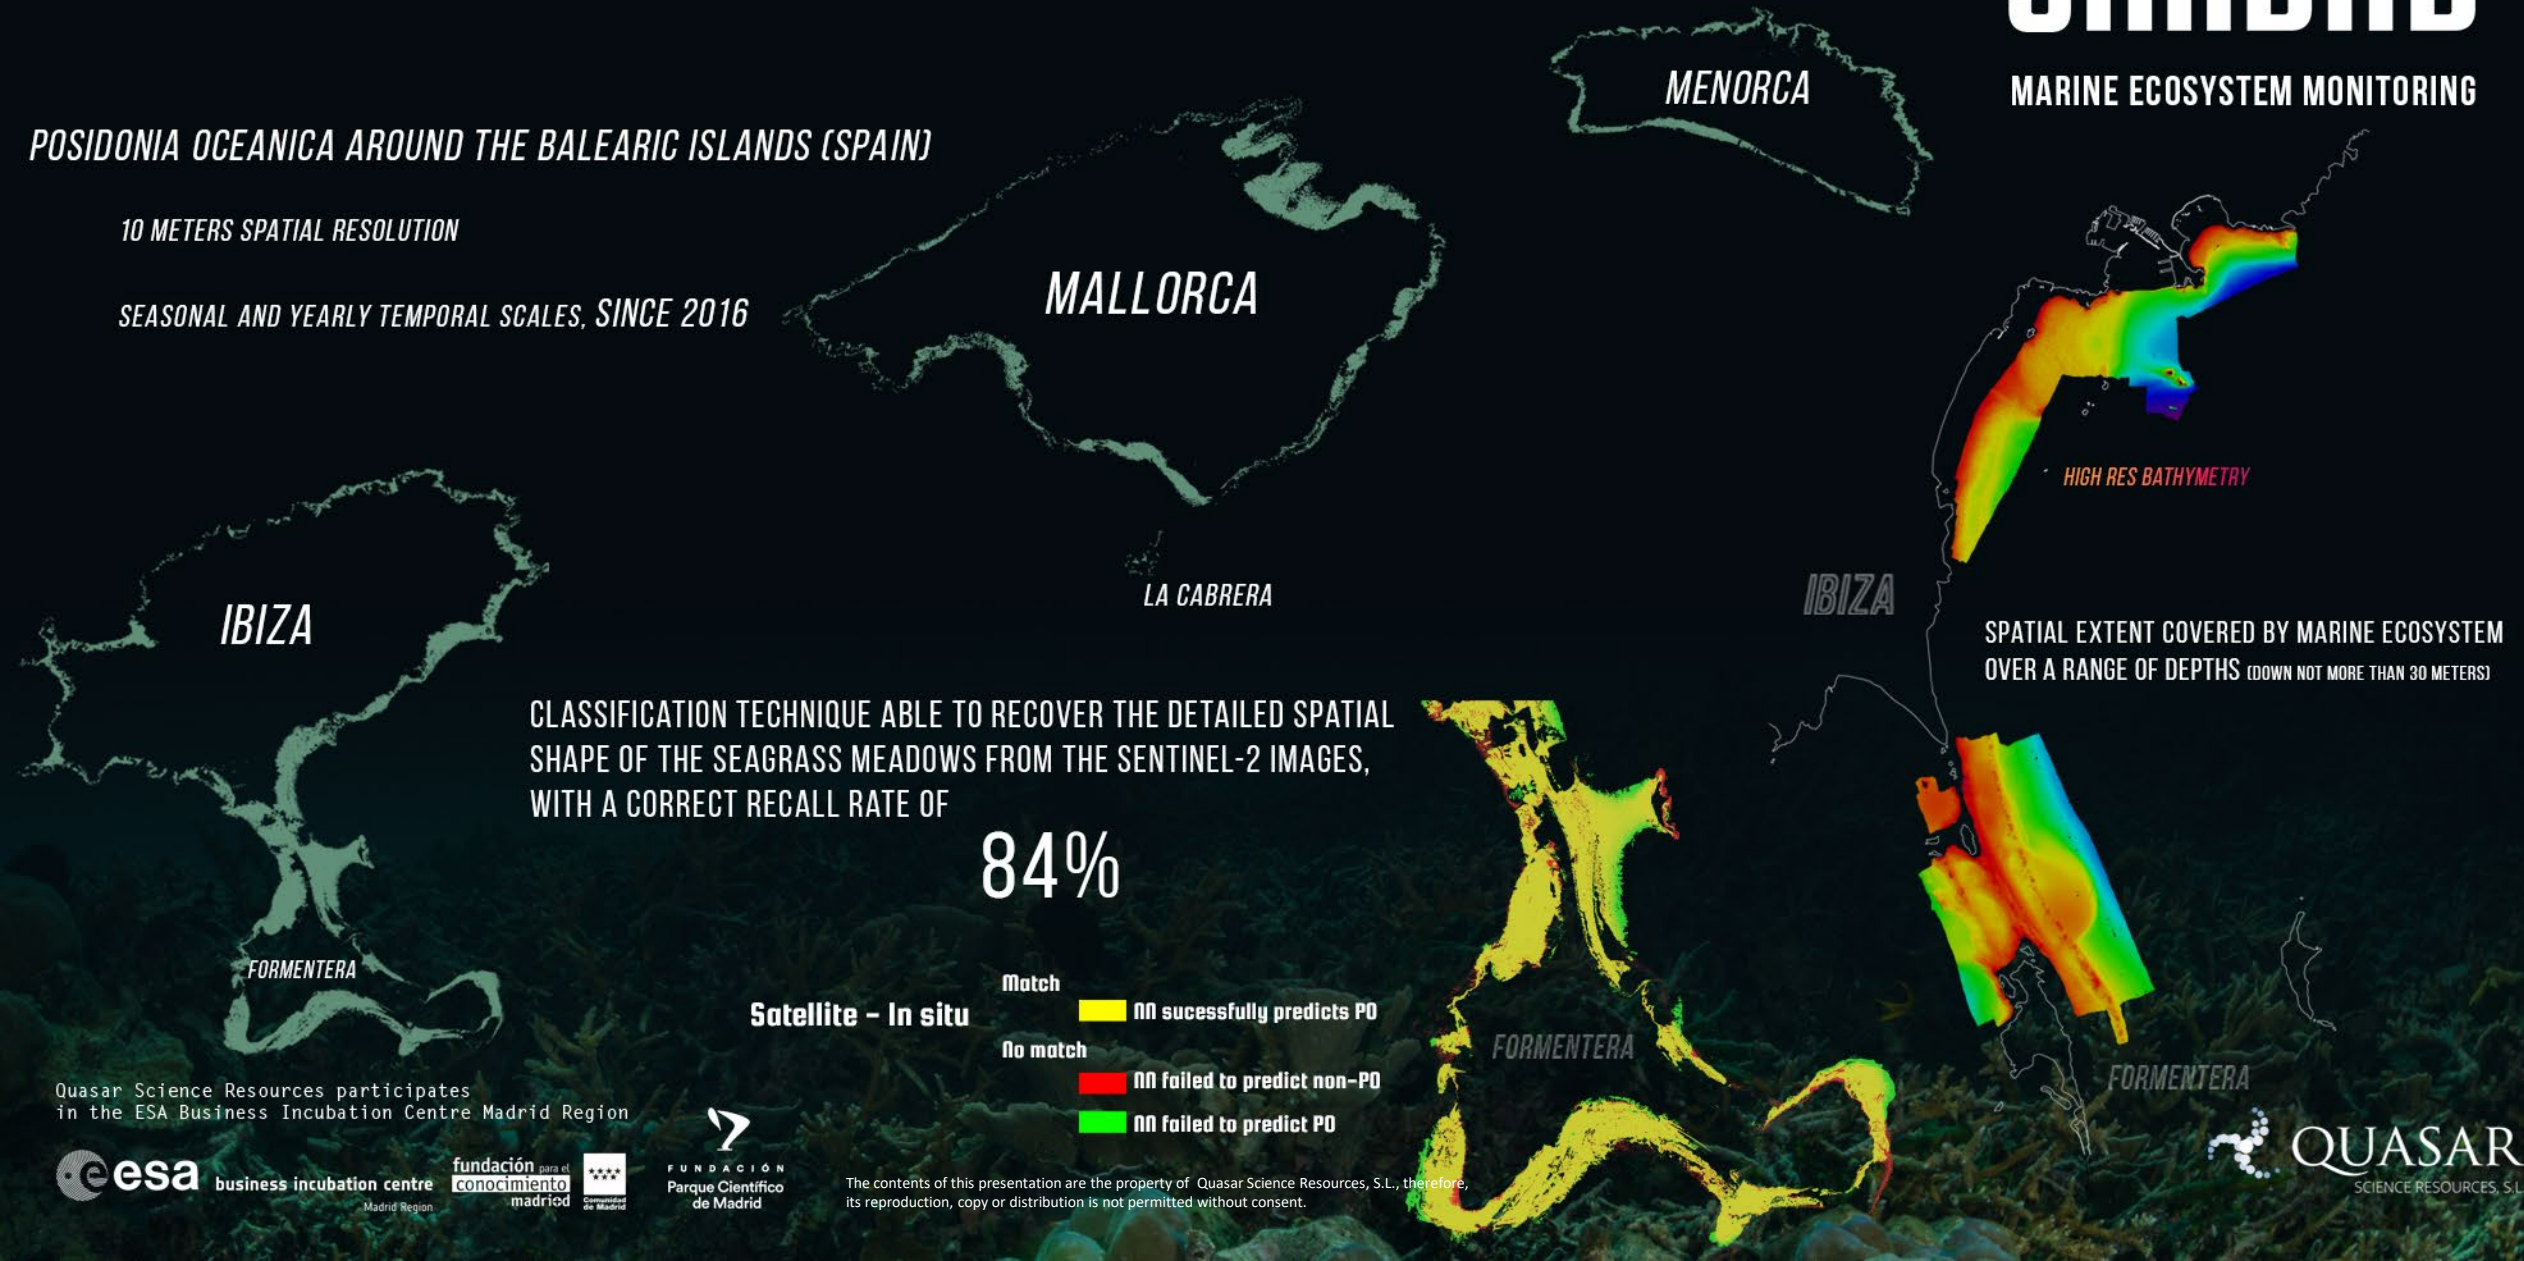 MENORCA
MARINE ECOSYSTEM MONITORING
POSIDONIA OCEANICA AROUND THE BALEARIC ISLANDS (SPAIN)
10 METERS SPATIAL RESOLUTION
MALLORCA
SEASONAL AND YEARLY TEMPORAL SCALES, SINCE 2016
HIGH RES BATHYMETRY
IBIZA
LA CABRERA
IBIZA
SPATIAL EXTENT COVERED BY MARINE ECOSYSTEM
OVER A RANGE OF DEPTHS (DOWN NOT MORE THAN 30 METERS)
CLASSIFICATION TECHNIQUE ABLE TO RECOVER THE DETAILED SPATIAL
SHAPE OF THE SEAGRASS MEADOWS FROM THE SENTINEL-2 IMAGES,
WITH A CORRECT RECALL RATE OF
84%
FORMENTERA
Satellite - In situ
Match
NN sucessfully predicts PO
No match
NN failed to predict non-PO
NN failed to predict PO
FORMENTERA
FORMENTERA
Quasar Science Resources participates
in the ESA Business Incubation Centre Madrid Region
esa
business incubation centre
Madrid Region
fundación para el
conocimiento
madrid
Comunidad
de Madrid
FUNDACIÓN
Parque Científico
de Madrid
The contents of this presentation are the property of Quasar Science Resources, S.L., therefore,
its reproduction, copy or distribution is not permitted without consent.
QUASAR
SCIENCE RESOURCES, S.L